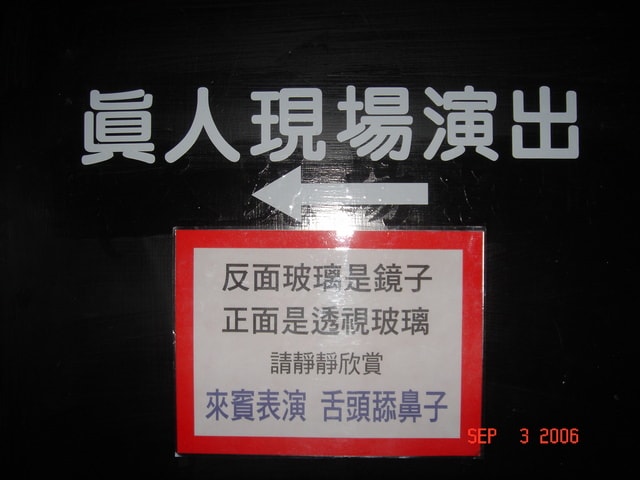 眞人現場演出
反面玻璃是鏡子
正面是透視玻璃
請靜靜欣賞
來賓表演 舌頭舔鼻子
SEP 3 2006